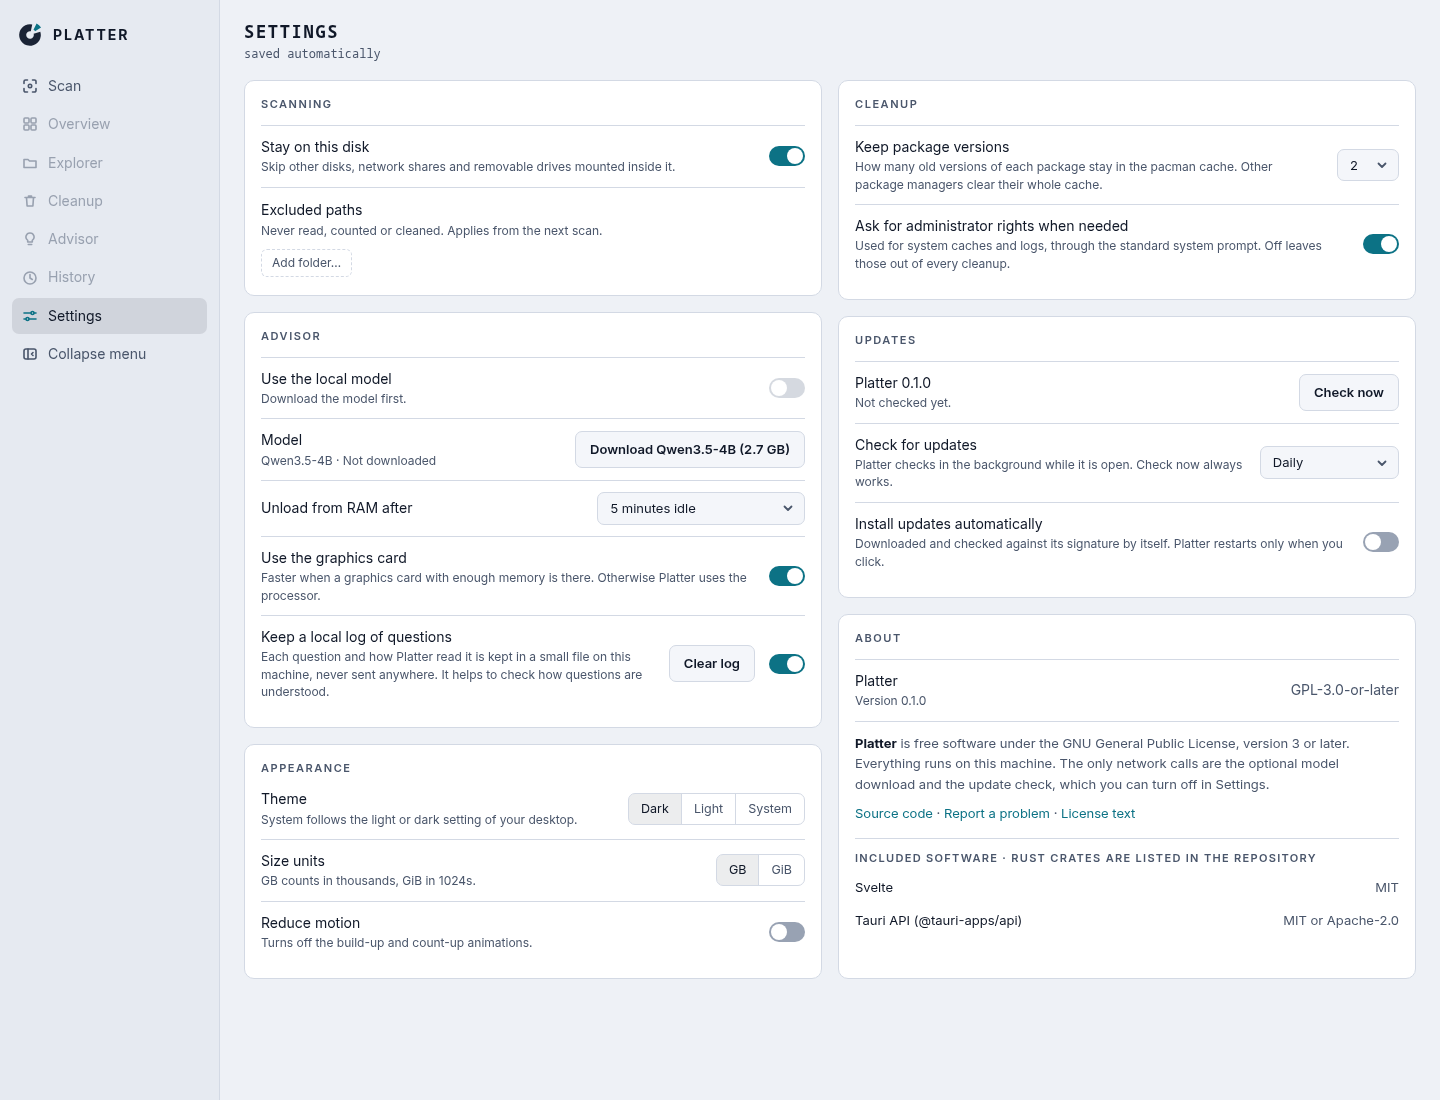 PLATTER
Scan
Overview
Explorer
Cleanup
Advisor
History
Settings
Collapse menu
SETTINGS
saved automatically
SCANNING
Stay on this disk
Skip other disks, network shares and removable drives mounted inside it.
Excluded paths
Never read, counted or cleaned. Applies from the next scan.
Add folder...
ADVISOR
Use the local model
Download the model first.
Model
Qwen3.5-4B · Not downloaded
Download Qwen3.5-4B (2.7 GB)
Unload from RAM after
5 minutes idle
Use the graphics card
Faster when a graphics card with enough memory is there. Otherwise Platter uses the
processor.
Keep a local log of questions
Each question and how Platter read it is kept in a small file on this
machine, never sent anywhere. It helps to check how questions are
understood.
Clear log
APPEARANCE
Theme
System follows the light or dark setting of your desktop.
Dark Light System
Size units
GB counts in thousands, GiB in 1024s.
GB GiB
Reduce motion
Turns off the build-up and count-up animations.
CLEANUP
Keep package versions
How many old versions of each package stay in the pacman cache. Other
package managers clear their whole cache.
2
Ask for administrator rights when needed
Used for system caches and logs, through the standard system prompt. Off leaves
those out of every cleanup.
UPDATES
Platter 0.1.0
Not checked yet.
Check now
Check for updates
Platter checks in the background while it is open. Check now always
works.
Daily
Install updates automatically
Downloaded and checked against its signature by itself. Platter restarts only when you
click.
ABOUT
Platter
Version 0.1.0
GPL-3.0-or-later
Platter is free software under the GNU General Public License, version 3 or later.
Everything runs on this machine. The only network calls are the optional model
download and the update check, which you can turn off in Settings.
Source code · Report a problem · License text
INCLUDED SOFTWARE · RUST CRATES ARE LISTED IN THE REPOSITORY
Svelte MIT
Tauri API (@tauri-apps/api) MIT or Apache-2.0